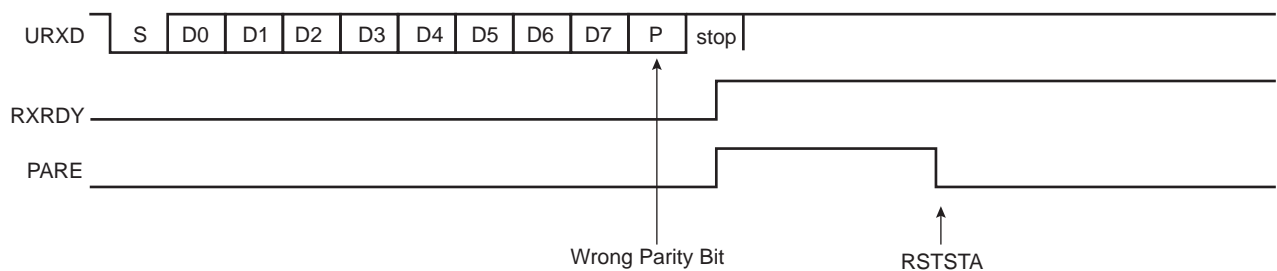 URXD S D0 D1 D2 D3 D4 D5 D6 D7 P stop
RXRDY
PARE
Wrong Parity Bit RSTSTA